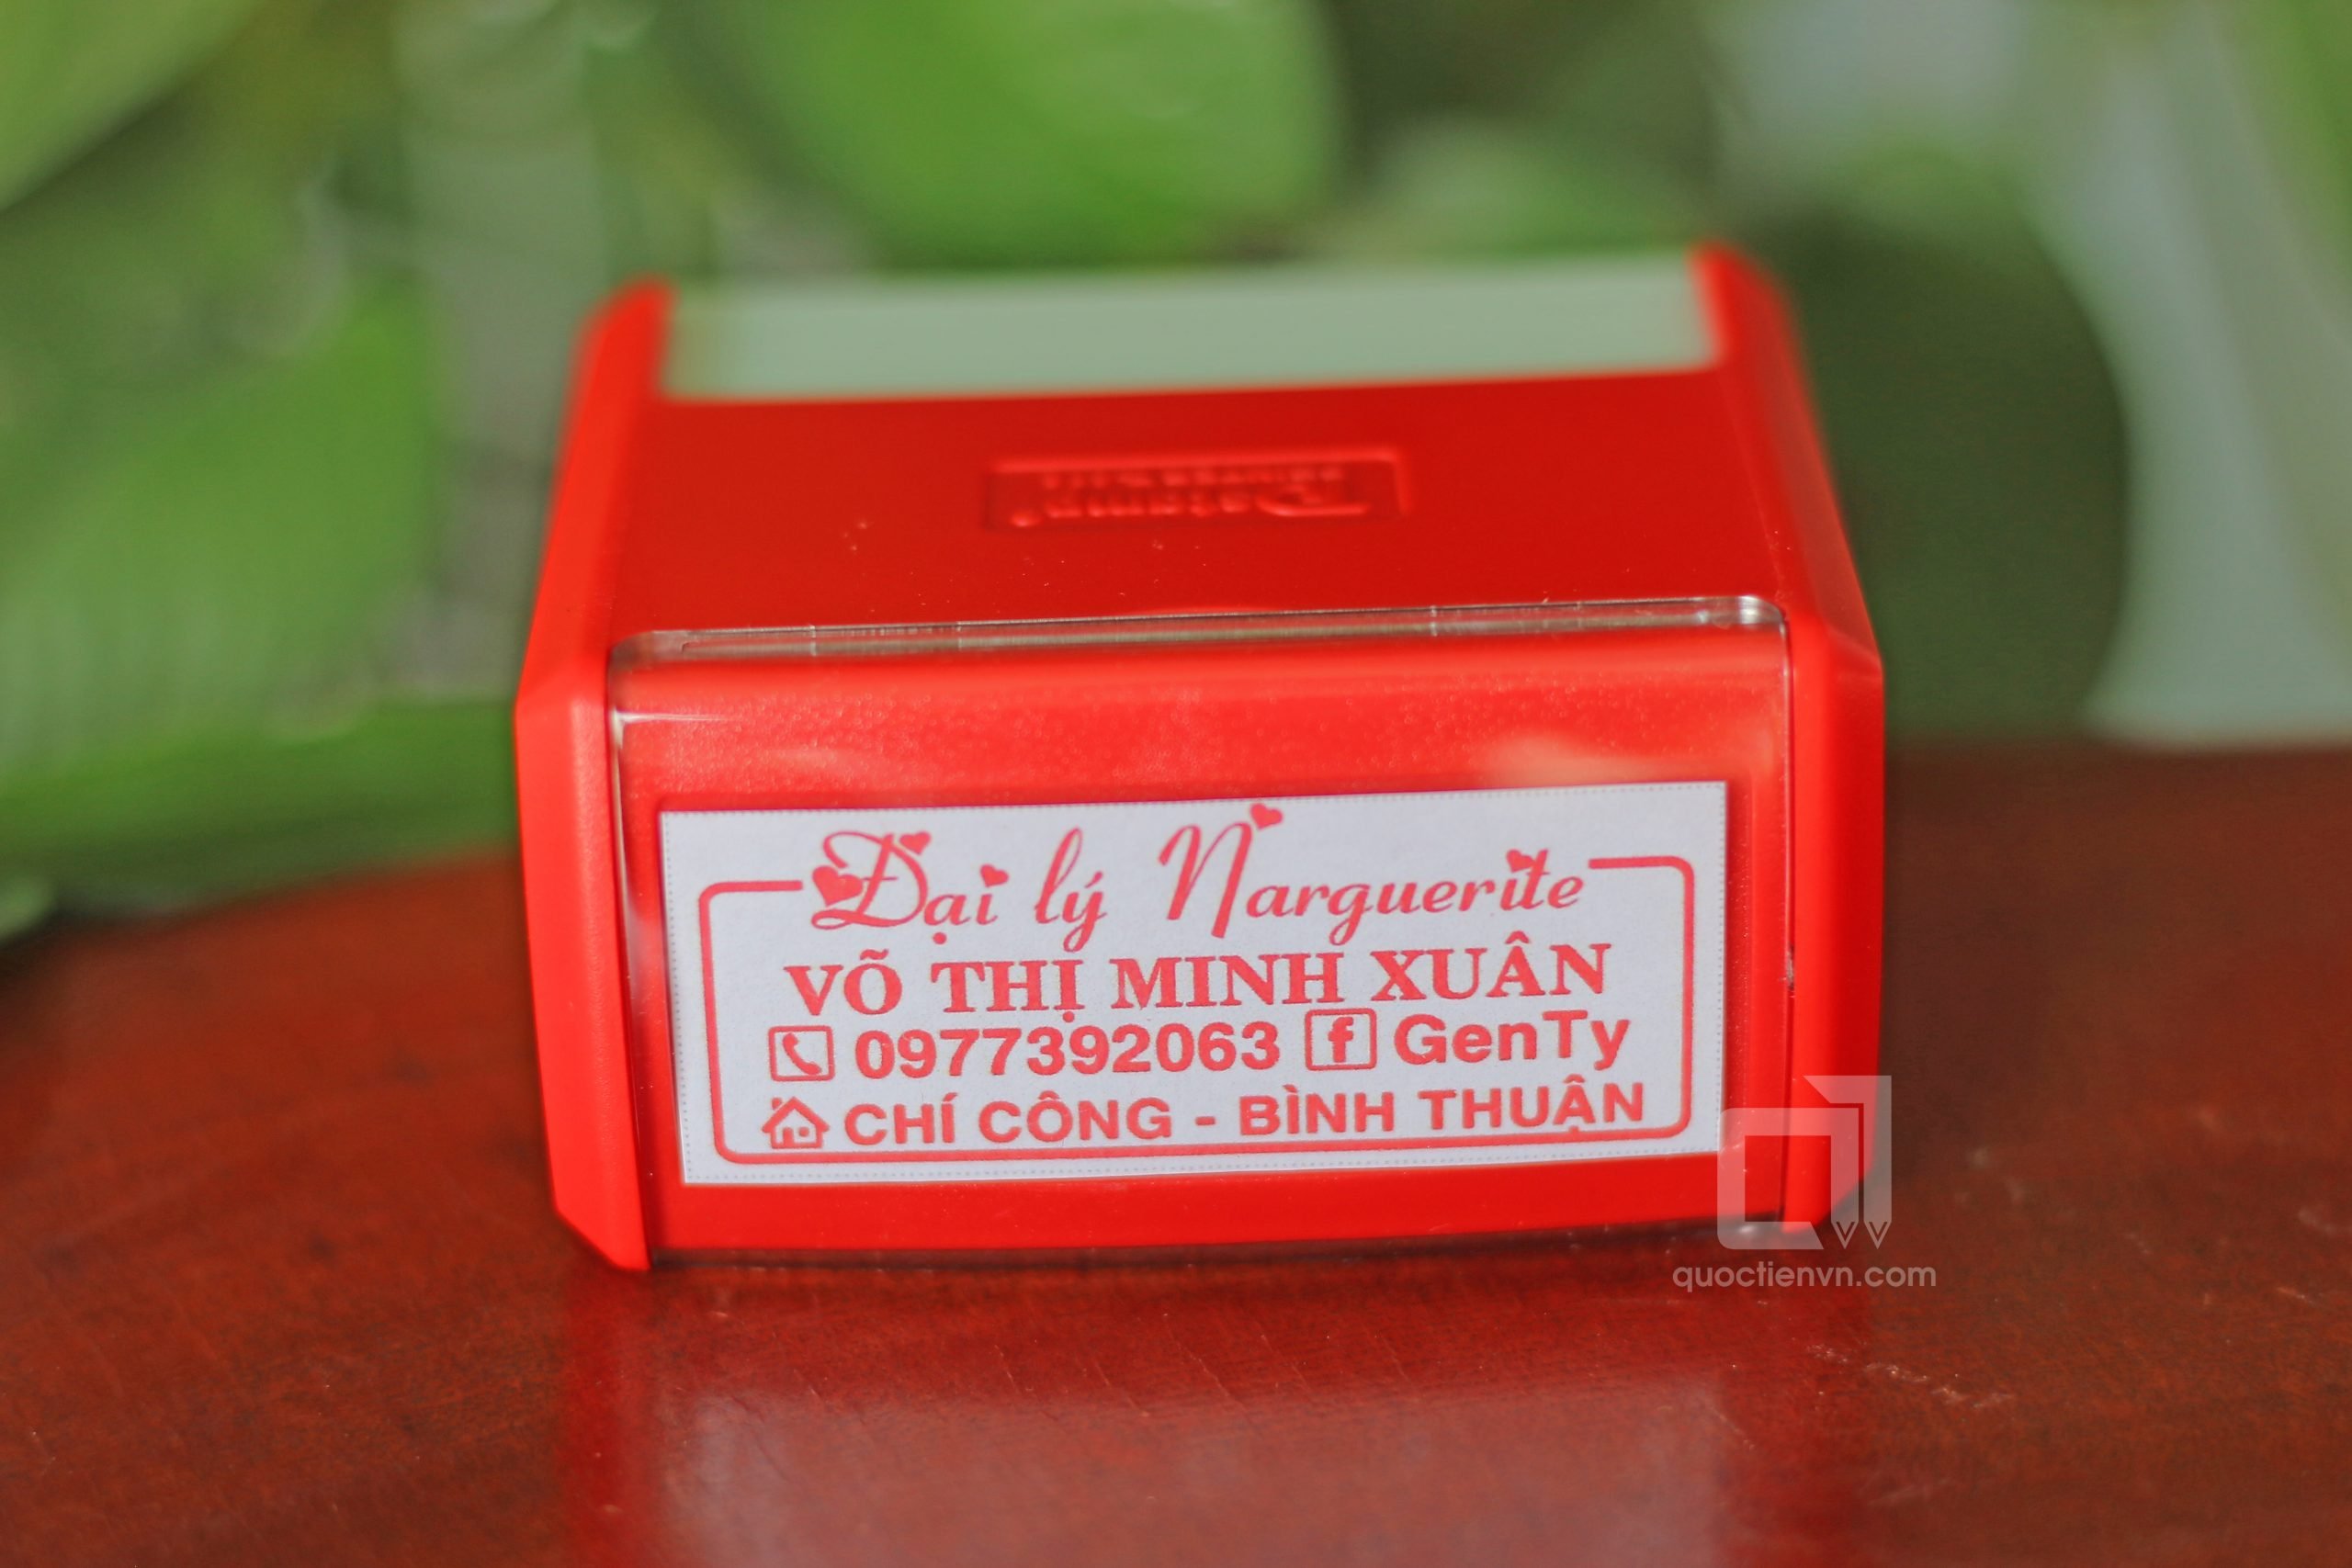 Đại lý Narguerite
VÕ THỊ MINH XUÂN
0977392063 f GenTy
CHÍ CÔNG - BÌNH THUẬN
quoctienvn.com